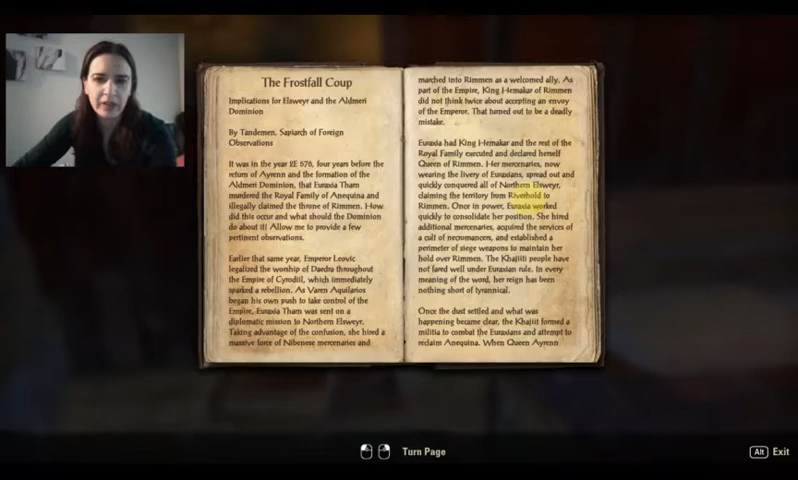 The Frostfall Coup
Implications for Elsweyr and the Aldmeri
Dominion
By Tandemen, Sapiarch of Foreign
Observations
It was in the year 2E 576, four years before the
return of Ayrenn and the formation of the
Aldmeri Dominion, that Euraxia Tharn
murdered the Royal Family of Anequina and
illegally claimed the throne of Rimmen. How
did this occur and what should the Dominion
do about it? Allow me to provide a few
pertinent observations.
Earlier that same year, Emperor Leovic
legalized the worship of Daedra throughout
the Empire of Cyrodiil, which immediately
sparked a rebellion. As Varen Aquilarios
began his own push to take control of the
Empire, Euraxia Tharn was sent on a
diplomatic mission to Northern Elsweyr.
Taking advantage of the confusion, she hired a
massive force of Nibenese mercenaries and
marched into Rimmen as a welcomed ally. As
part of the Empire, King Hemakar of Rimmen
did not think twice about accepting an envoy
of the Emperor. That turned out to be a deadly
mistake.
Euraxia had King Hemakar and the rest of the
Royal Family executed and declared herself
Queen of Rimmen. Her mercenaries, now
wearing the livery of Euraxians, spread out and
quickly conquered all of Northern Elsweyr,
claiming the territory from Riverhold to
Rimmen. Once in power, Euraxia worked
quickly to consolidate her position. She hired
additional mercenaries, acquired the services of
a cult of necromancers, and established a
perimeter of siege weapons to maintain her
hold over Rimmen. The Khajiiti people have
not fared well under Euraxian rule. In every
meaning of the word, her reign has been
nothing short of tyrannical.
Once the dust settled and what was
happening became clear, the Khajiit formed a
militia to combat the Euraxians and attempt to
reclaim Anequina. When Queen Ayrenn
Turn Page
Alt Exit